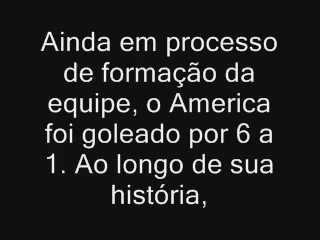 Ainda em processo
de formação da
equipe, o America
foi goleado por 6 a
1. Ao longo de sua
história,